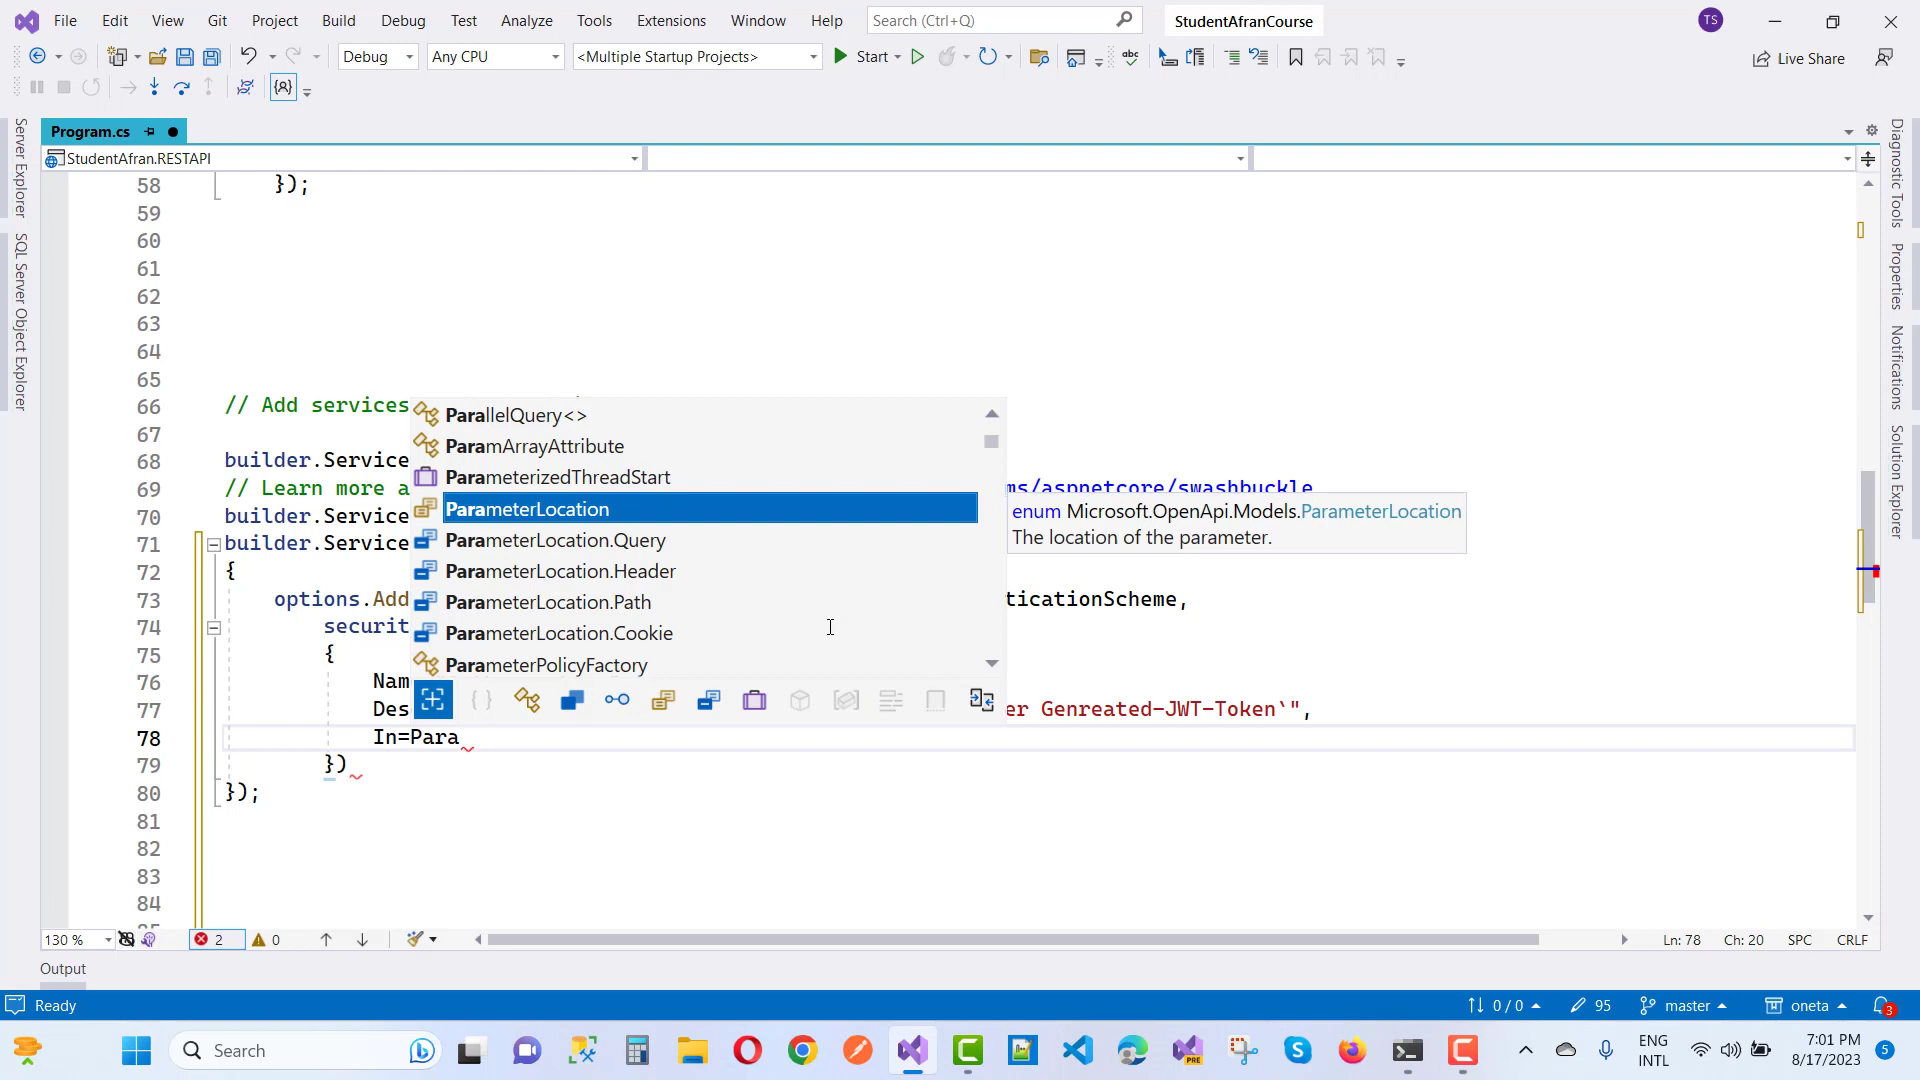 File Edit View Git Project Build Debug Test Analyze Tools Extensions Window Help Search (Ctrl+Q) StudentAfranCourse TS
Debug Any CPU <Multiple Startup Projects> Start Live Share
Program.cs
StudentAfran.RESTAPI
Server Explorer
SQL Server Object Explorer
Diagnostic Tools
Properties
Notifications
Solution Explorer
58 });
59
60
61
62
63
64
65
66 // Add services
67
68 builder.Service
69 // Learn more a ms/aspnetcore/swashbuckle
70 builder.Service
71 builder.Service
72 {
73 options.Add ticationScheme,
74 securit
75 {
76 Nam
77 Des er Genreated-JWT-Token`",
78 In=Para
79 })
80 });
81
82
83
84
ParallelQuery<>
ParamArrayAttribute
ParameterizedThreadStart
ParameterLocation
ParameterLocation.Query
ParameterLocation.Header
ParameterLocation.Path
ParameterLocation.Cookie
ParameterPolicyFactory
enum Microsoft.OpenApi.Models.ParameterLocation
The location of the parameter.
130 % 2 0 Ln: 78 Ch: 20 SPC CRLF
Output
Ready 0 / 0 95 master oneta 3
Search PRE ENG INTL 7:01 PM 8/17/2023 5